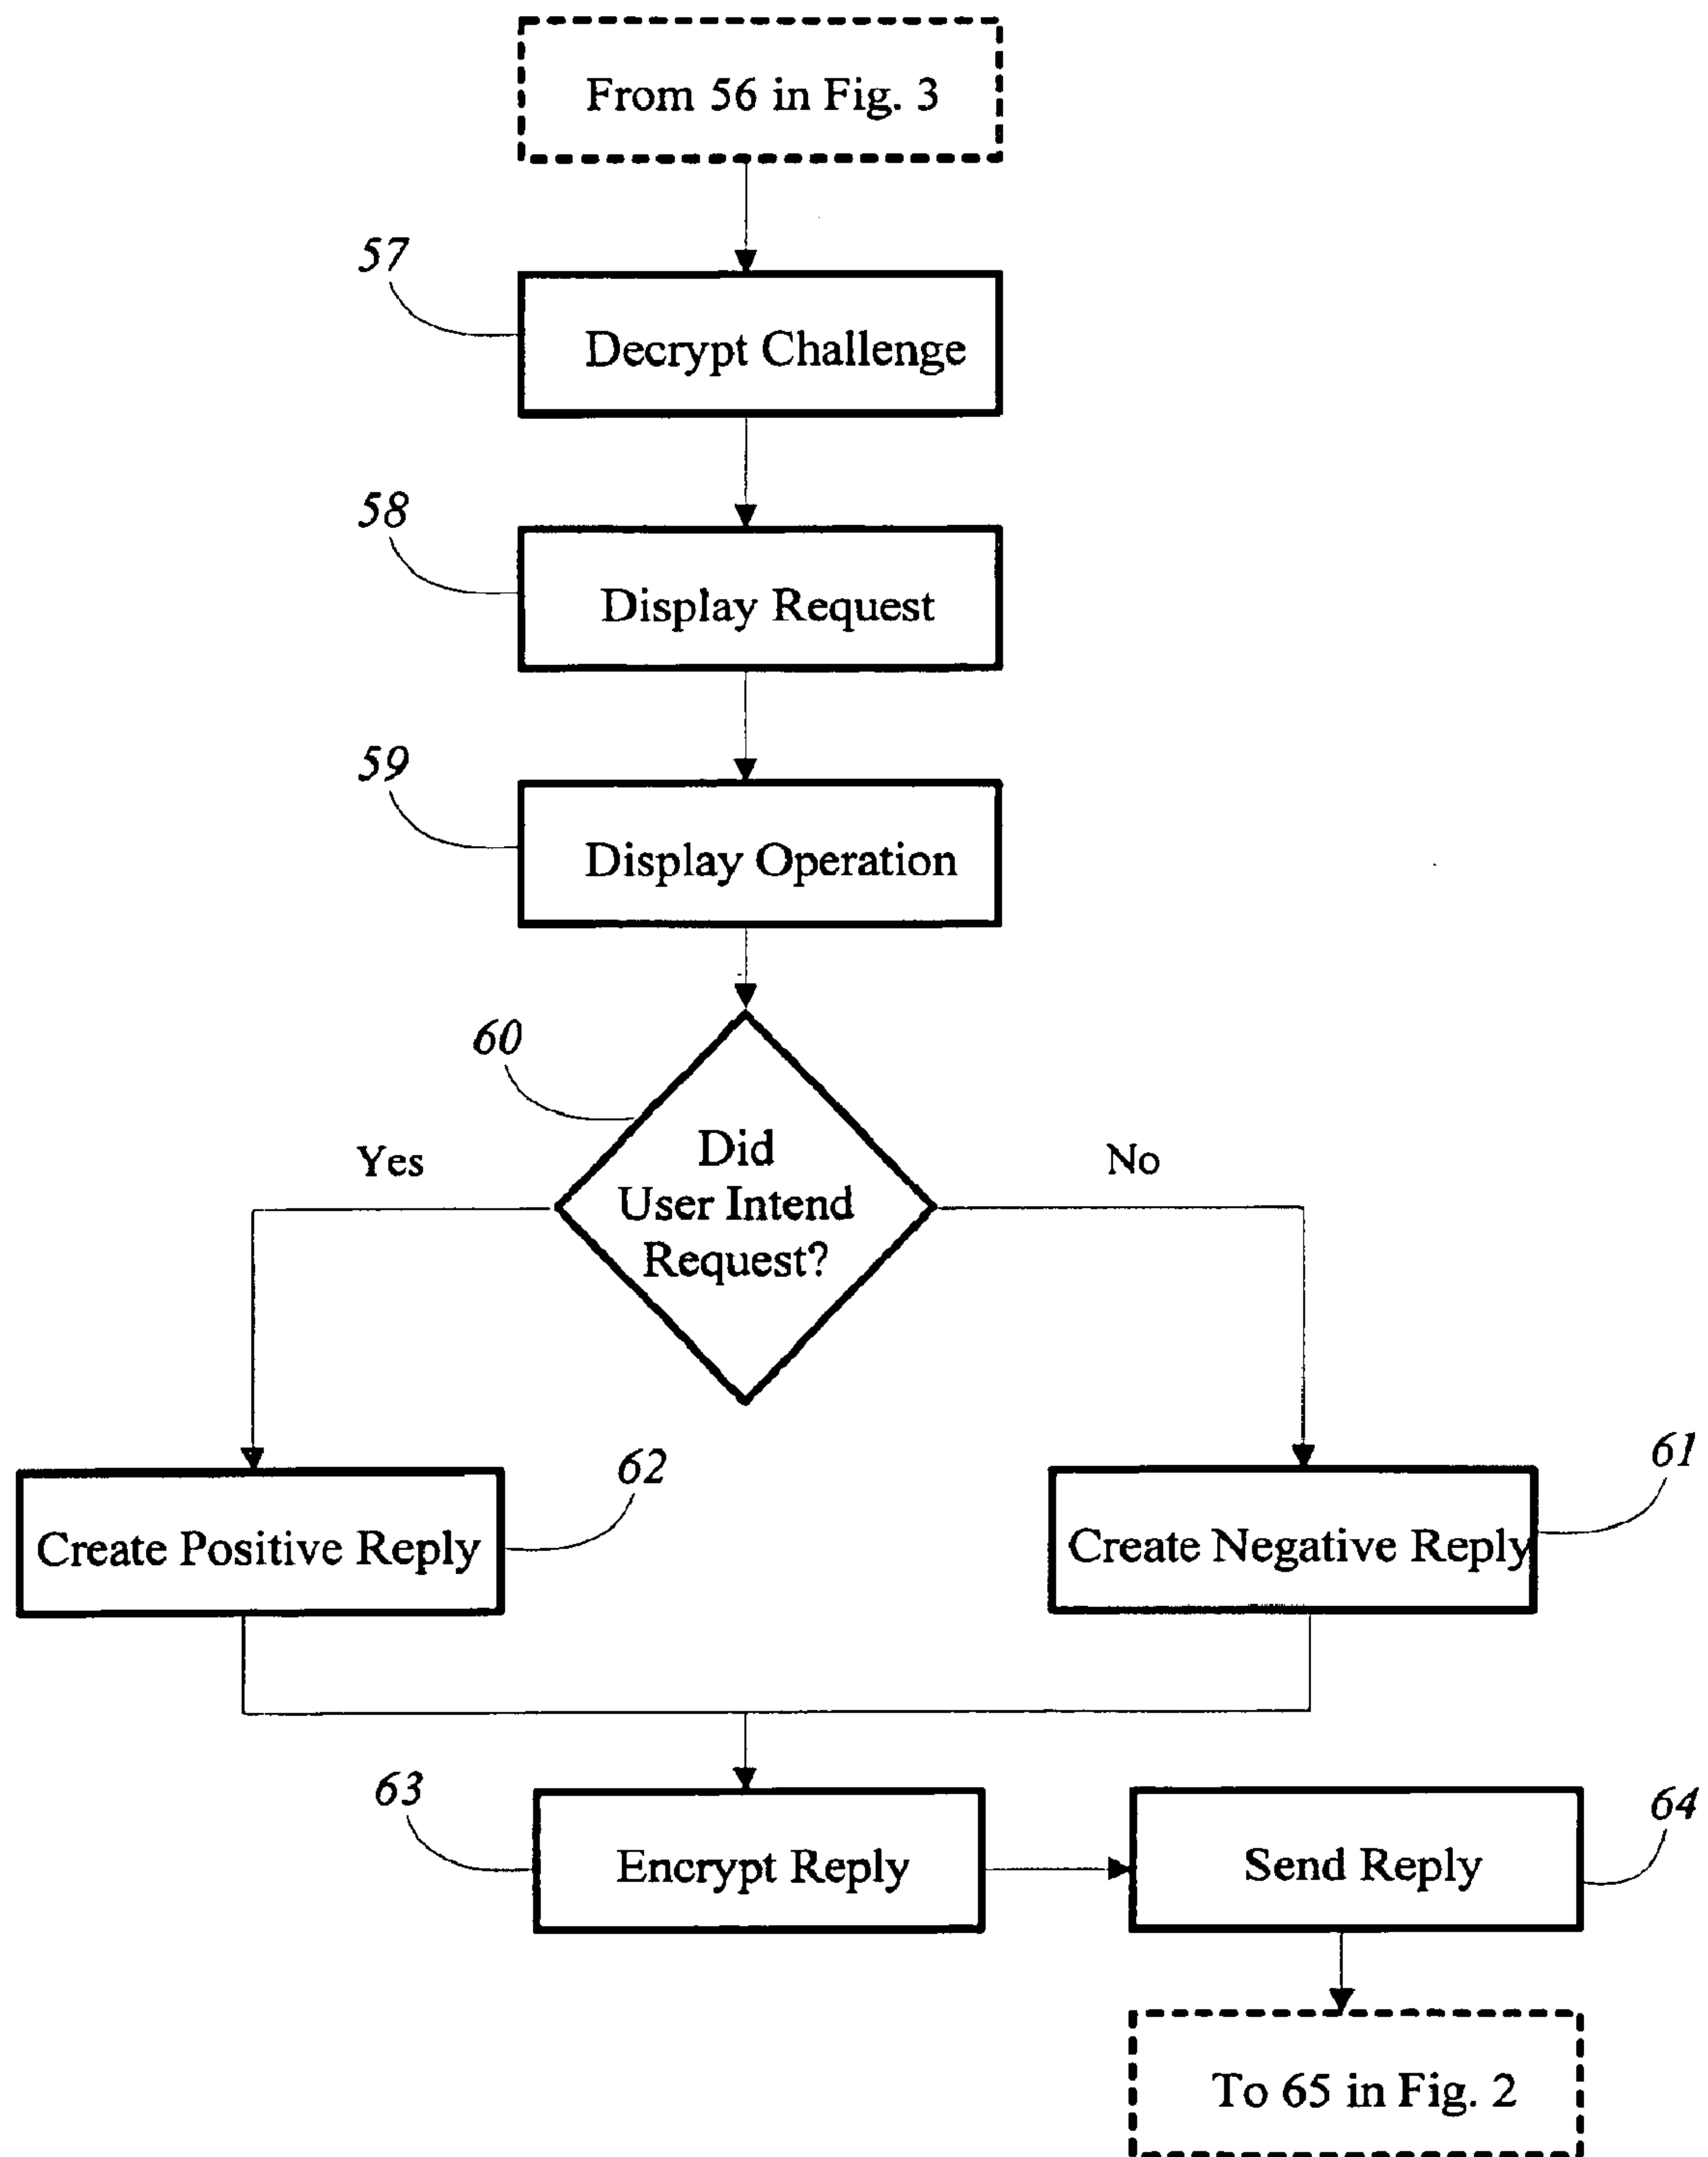 From 56 in Fig. 3
57
Decrypt Challenge
58
Display Request
59
Display Operation
60
Did
User Intend
Request?
Yes
No
62
Create Positive Reply
61
Create Negative Reply
63
Encrypt Reply
64
Send Reply
To 65 in Fig. 2